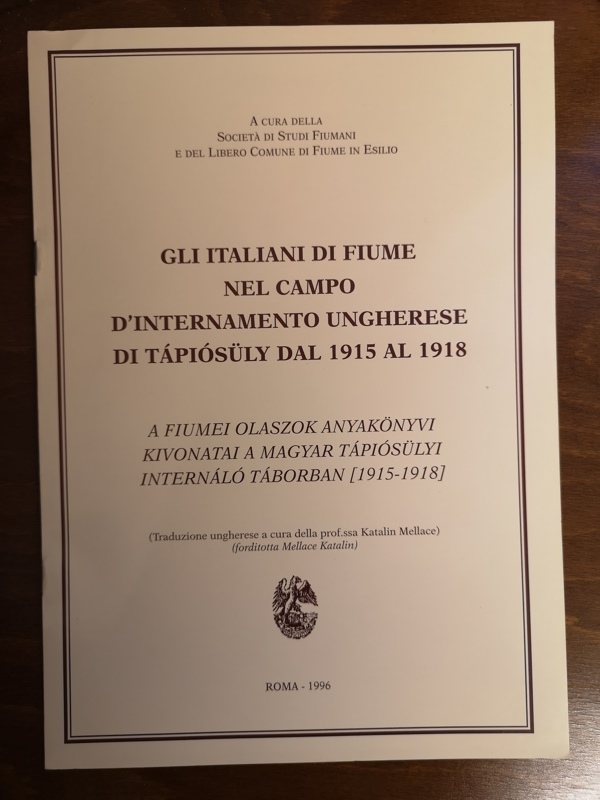 A CURA DELLA
SOCIETÀ DI STUDI FIUMANI
E DEL LIBERO COMUNE DI FIUME IN ESILIO
GLI ITALIANI DI FIUME
NEL CAMPO
D'INTERNAMENTO UNGHERESE
DI TÁPIÓSÜLY DAL 1915 AL 1918
A FIUMEI OLASZOK ANYAKÖNYVI
KIVONATAI A MAGYAR TÁPIÓSÜLYI
INTERNÁLÓ TÁBORBAN [1915-1918]
(Traduzione ungherese a cura della prof.ssa Katalin Mellace)
(forditotta Mellace Katalin)
ROMA - 1996